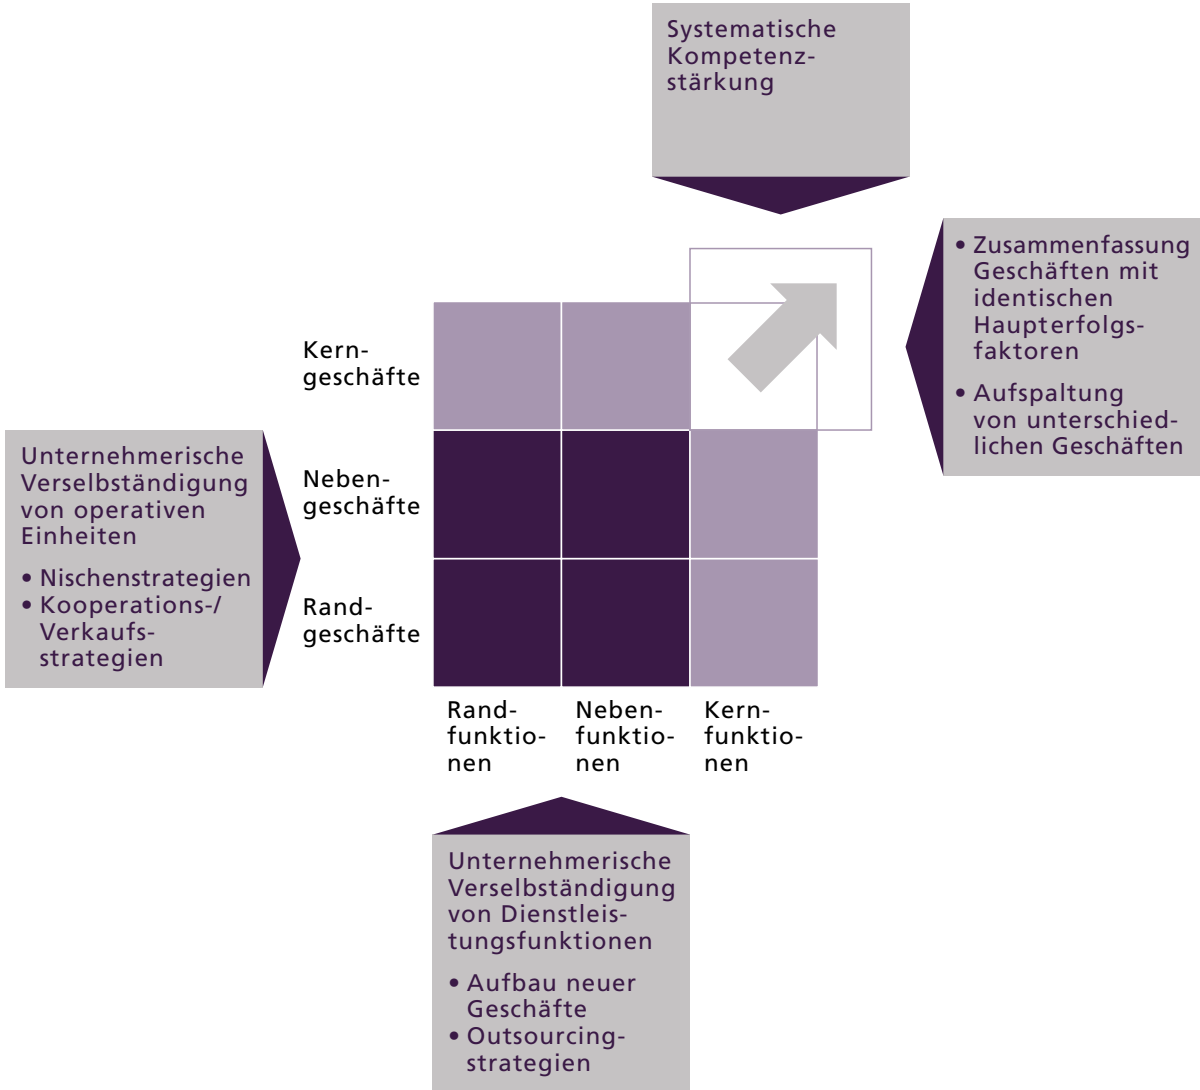 Systematische
Kompetenz-
stärkung
• Zusammenfassung
Geschäften mit
identischen
Haupterfolgs-
faktoren
• Aufspaltung
von unterschied-
lichen Geschäften
Kern-
geschäfte
Neben-
geschäfte
Rand-
geschäfte
Unternehmerische
Verselbständigung
von operativen
Einheiten
• Nischenstrategien
• Kooperations-/
Verkaufs-
strategien
Rand-
funktio-
nen
Neben-
funktio-
nen
Kern-
funktio-
nen
Unternehmerische
Verselbständigung
von Dienstleis-
tungsfunktionen
• Aufbau neuer
Geschäfte
• Outsourcing-
strategien